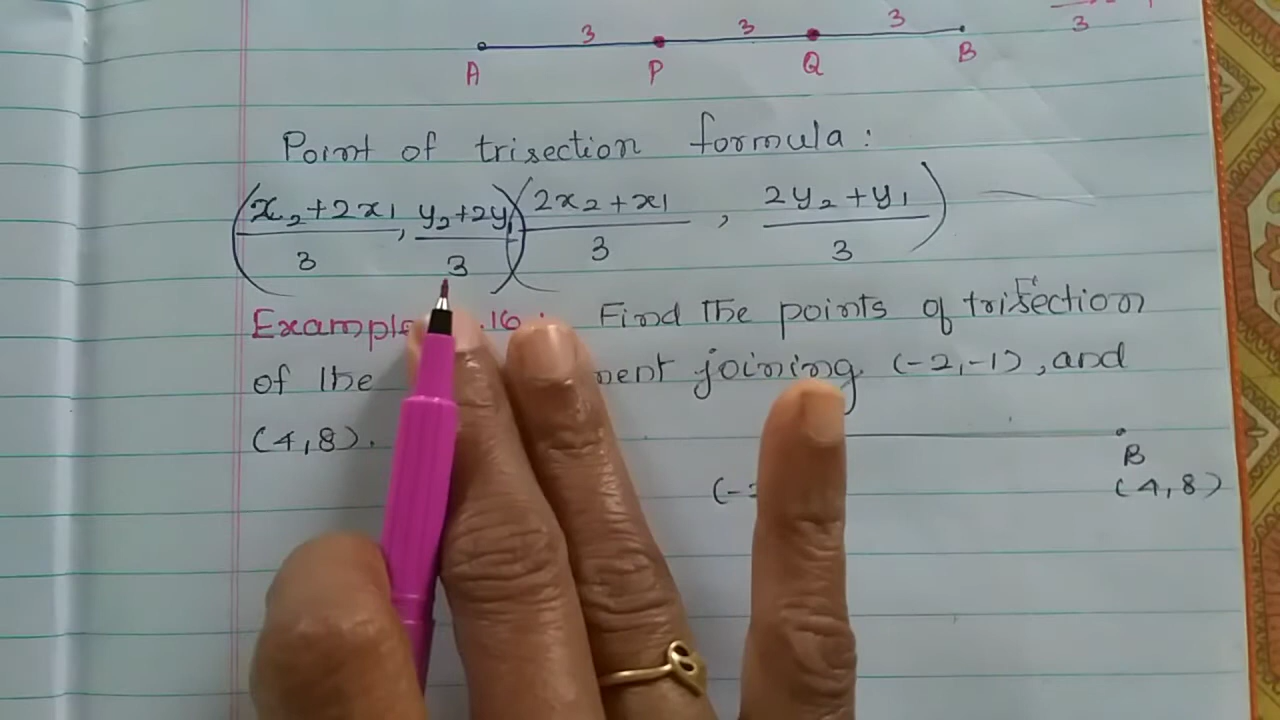 3 3 3
3
A P Q B
Point of trisection formula :
(x₂+2x₁/3, y₂+2y₁/3)(2x₂+x₁/3, 2y₂+y₁/3)
Example .16 : Find the points of trisection
of the joining (-2,-1), and
(4,8).
B
(4,8)